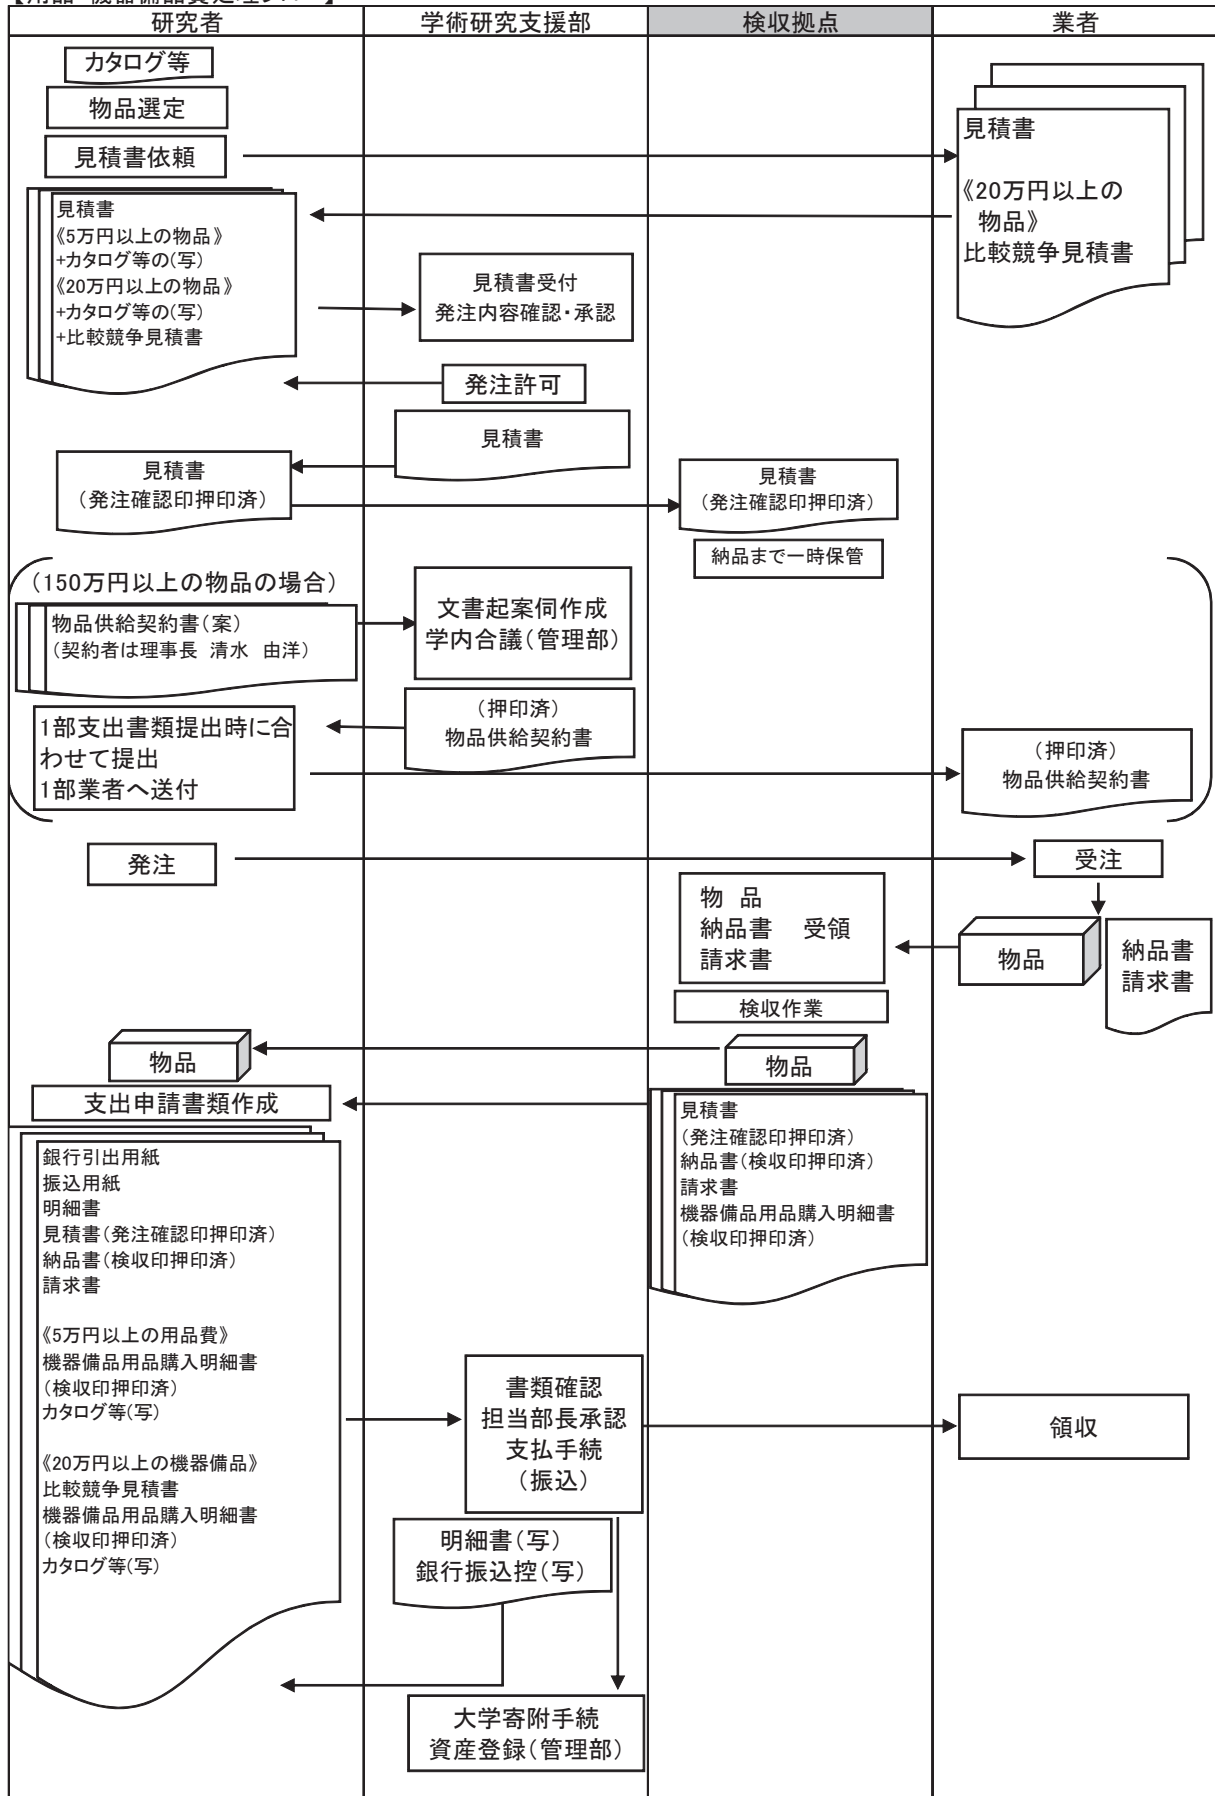 研究者
学術研究支援部
検収拠点
業者
カタログ等
物品選定
見積書依頼
見積書
《20万円以上の
物品》
比較競争見積書
見積書
《5万円以上の物品》
+カタログ等の(写)
《20万円以上の物品》
+カタログ等の(写)
+比較競争見積書
見積書受付
発注内容確認・承認
発注許可
見積書
見積書
(発注確認印押印済)
見積書
(発注確認印押印済)
納品まで一時保管
(150万円以上の物品の場合)
物品供給契約書(案)
(契約者は理事長 清水 由洋)
文書起案伺作成
学内合議(管理部)
(押印済)
物品供給契約書
1部支出書類提出時に合
わせて提出
1部業者へ送付
(押印済)
物品供給契約書
発注
受注
物 品
納品書 受領
請求書
物品
納品書
請求書
検収作業
物品
物品
支出申請書類作成
見積書
(発注確認印押印済)
納品書(検収印押印済)
請求書
機器備品用品購入明細書
(検収印押印済)
銀行引出用紙
振込用紙
明細書
見積書(発注確認印押印済)
納品書(検収印押印済)
請求書
《5万円以上の用品費》
機器備品用品購入明細書
(検収印押印済)
カタログ等(写)
《20万円以上の機器備品》
比較競争見積書
機器備品用品購入明細書
(検収印押印済)
カタログ等(写)
書類確認
担当部長承認
支払手続
(振込)
領収
明細書(写)
銀行振込控(写)
大学寄附手続
資産登録(管理部)